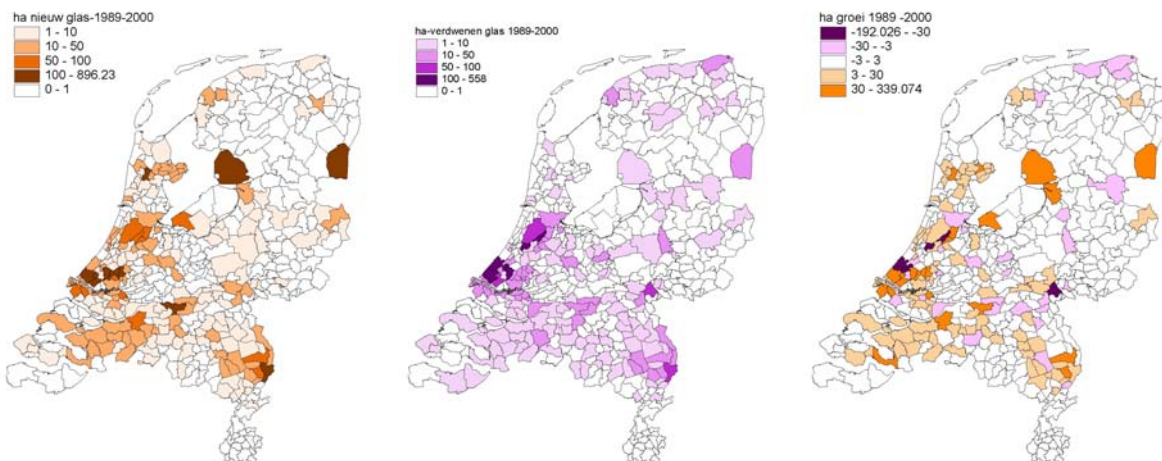 ha nieuw glas-1989-2000
1 - 10
10 - 50
50 - 100
100 - 896.23
0 - 1
ha-verdwenen glas 1989-2000
1 - 10
10 - 50
50 - 100
100 - 558
0 - 1
ha groei 1989 -2000
-192.026 - -30
-30 - -3
-3 - 3
3 - 30
30 - 339.074